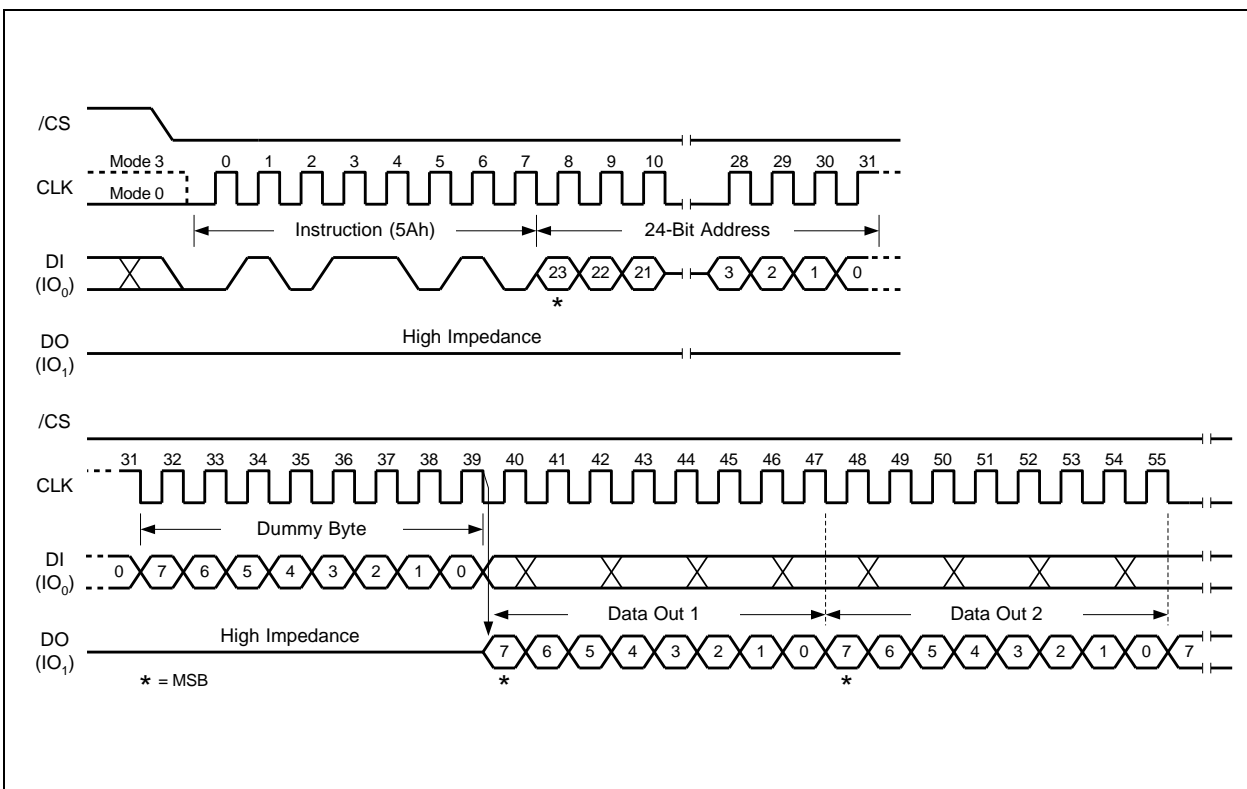 /CS
Mode 3 0 1 2 3 4 5 6 7 8 9 10 28 29 30 31
CLK
Mode 0
Instruction (5Ah) 24-Bit Address
DI
(IO0) 23 22 21 3 2 1 0
*
High Impedance
DO
(IO1)
/CS
31 32 33 34 35 36 37 38 39 40 41 42 43 44 45 46 47 48 49 50 51 52 53 54 55
CLK
Dummy Byte
DI
(IO0) 0 7 6 5 4 3 2 1 0
Data Out 1 Data Out 2
High Impedance
DO
(IO1) 7 6 5 4 3 2 1 0 7 6 5 4 3 2 1 0 7
* = MSB * *